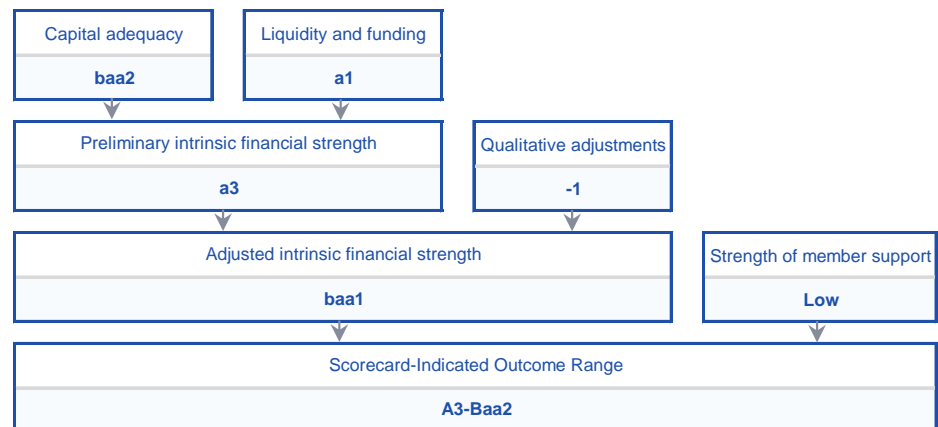 Capital adequacy
baa2
Liquidity and funding
a1
Preliminary intrinsic financial strength
a3
Qualitative adjustments
-1
Adjusted intrinsic financial strength
baa1
Strength of member support
Low
Scorecard-Indicated Outcome Range
A3-Baa2